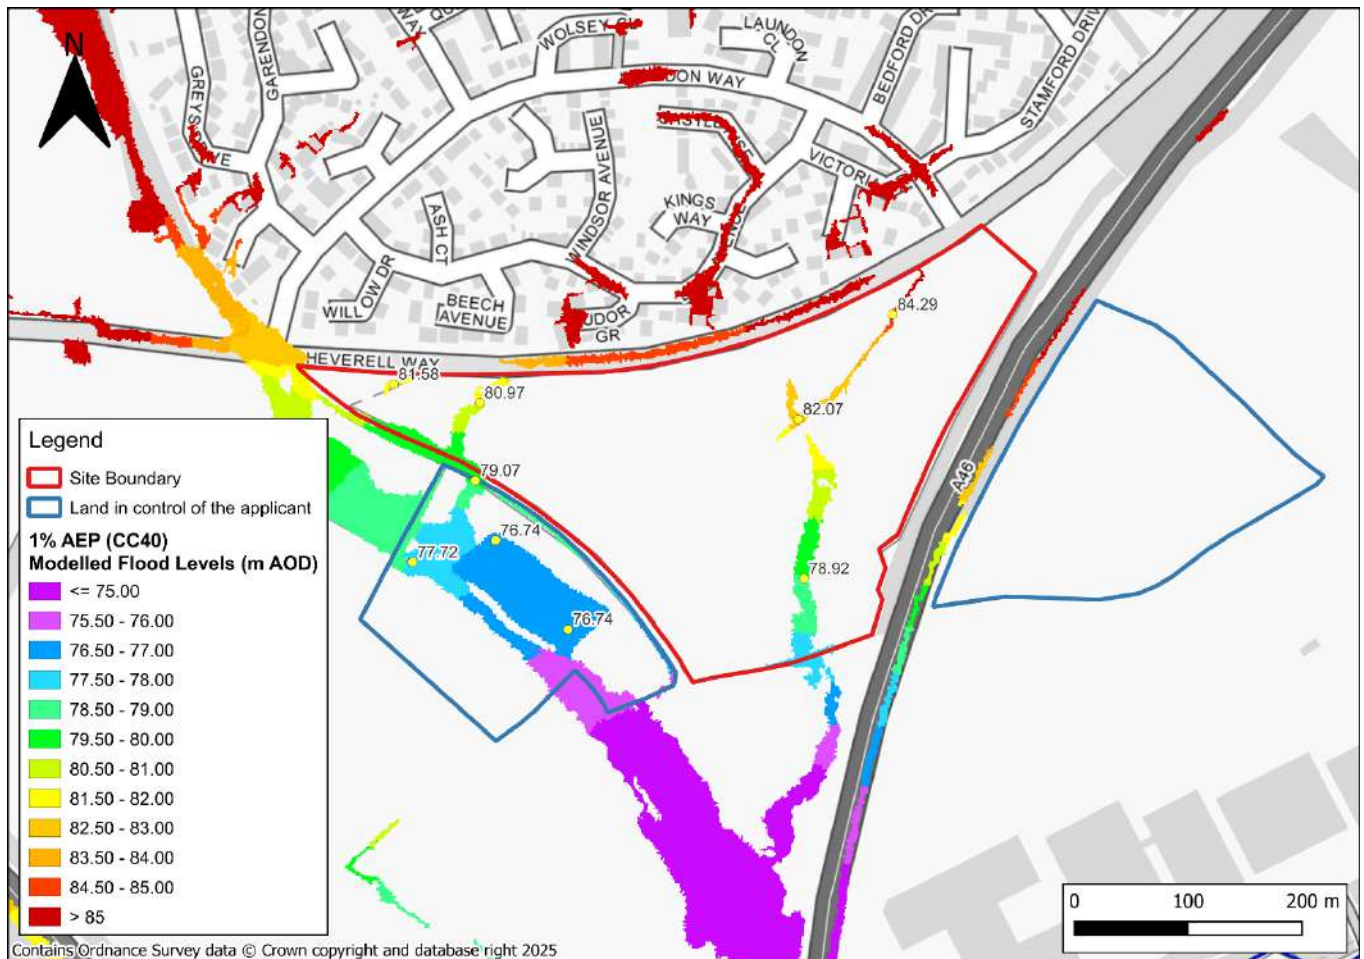 N
WAY
WOLSEY
LAUNDON
CL
BEDFORD DR
STAMFORD DRIVE
GARENDON
GREYS
DON WAY
VICTORIA
WINDSOR AVENUE
KINGS
WAY
ASH CT
WILLOW DR
BEECH
AVENUE
TUDOR
GR
HEVERELL WAY
A46
84.29
81.58
80.97
82.07
79.07
76.74
77.72
78.92
76.74
Legend
Site Boundary
Land in control of the applicant
1% AEP (CC40)
Modelled Flood Levels (m AOD)
<= 75.00
75.50 - 76.00
76.50 - 77.00
77.50 - 78.00
78.50 - 79.00
79.50 - 80.00
80.50 - 81.00
81.50 - 82.00
82.50 - 83.00
83.50 - 84.00
84.50 - 85.00
> 85
0 100 200 m
Contains Ordnance Survey data © Crown copyright and database right 2025